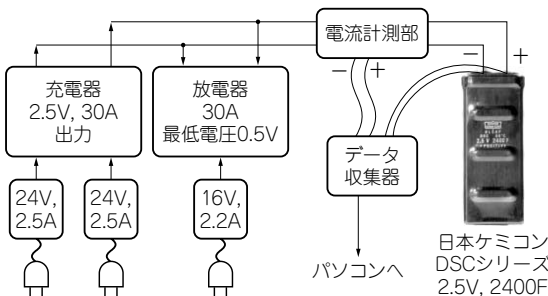 電流計測部
充電器
2.5V, 30A
出力
放電器
30A
最低電圧0.5V
− +
− +
データ
収集器
24V,
2.5A
24V,
2.5A
16V,
2.2A
パソコンへ
日本ケミコン
DSCシリーズ
2.5V, 2400F